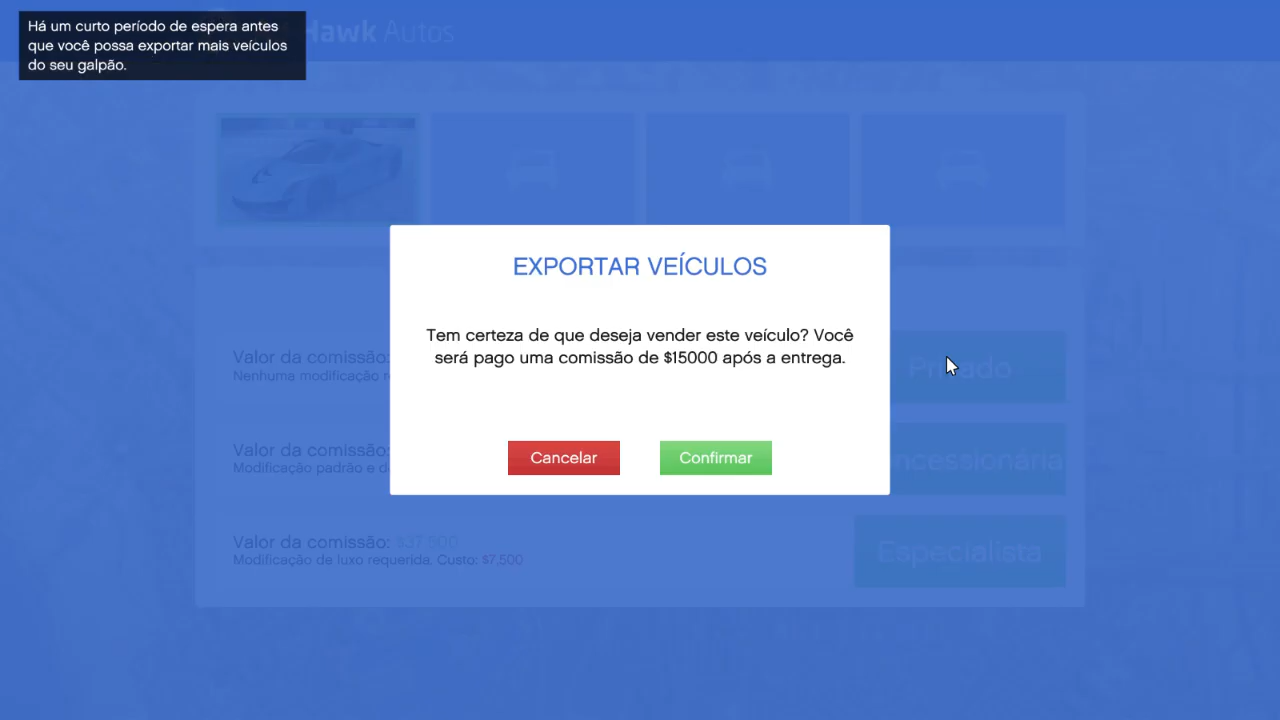 Há um curto período de espera antes
que você possa exportar mais veículos
do seu galpão.
Hawk Autos
EXPORTAR VEÍCULOS
Tem certeza de que deseja vender este veículo? Você
será pago uma comissão de $15000 após a entrega.
Cancelar
Confirmar
Valor da comissão:
Nenhuma modificação
Privado
Valor da comissão:
Modificação padrão e
Valor da comissão: $37,500
Modificação de luxo requerida. Custo: $7,500
Especialista